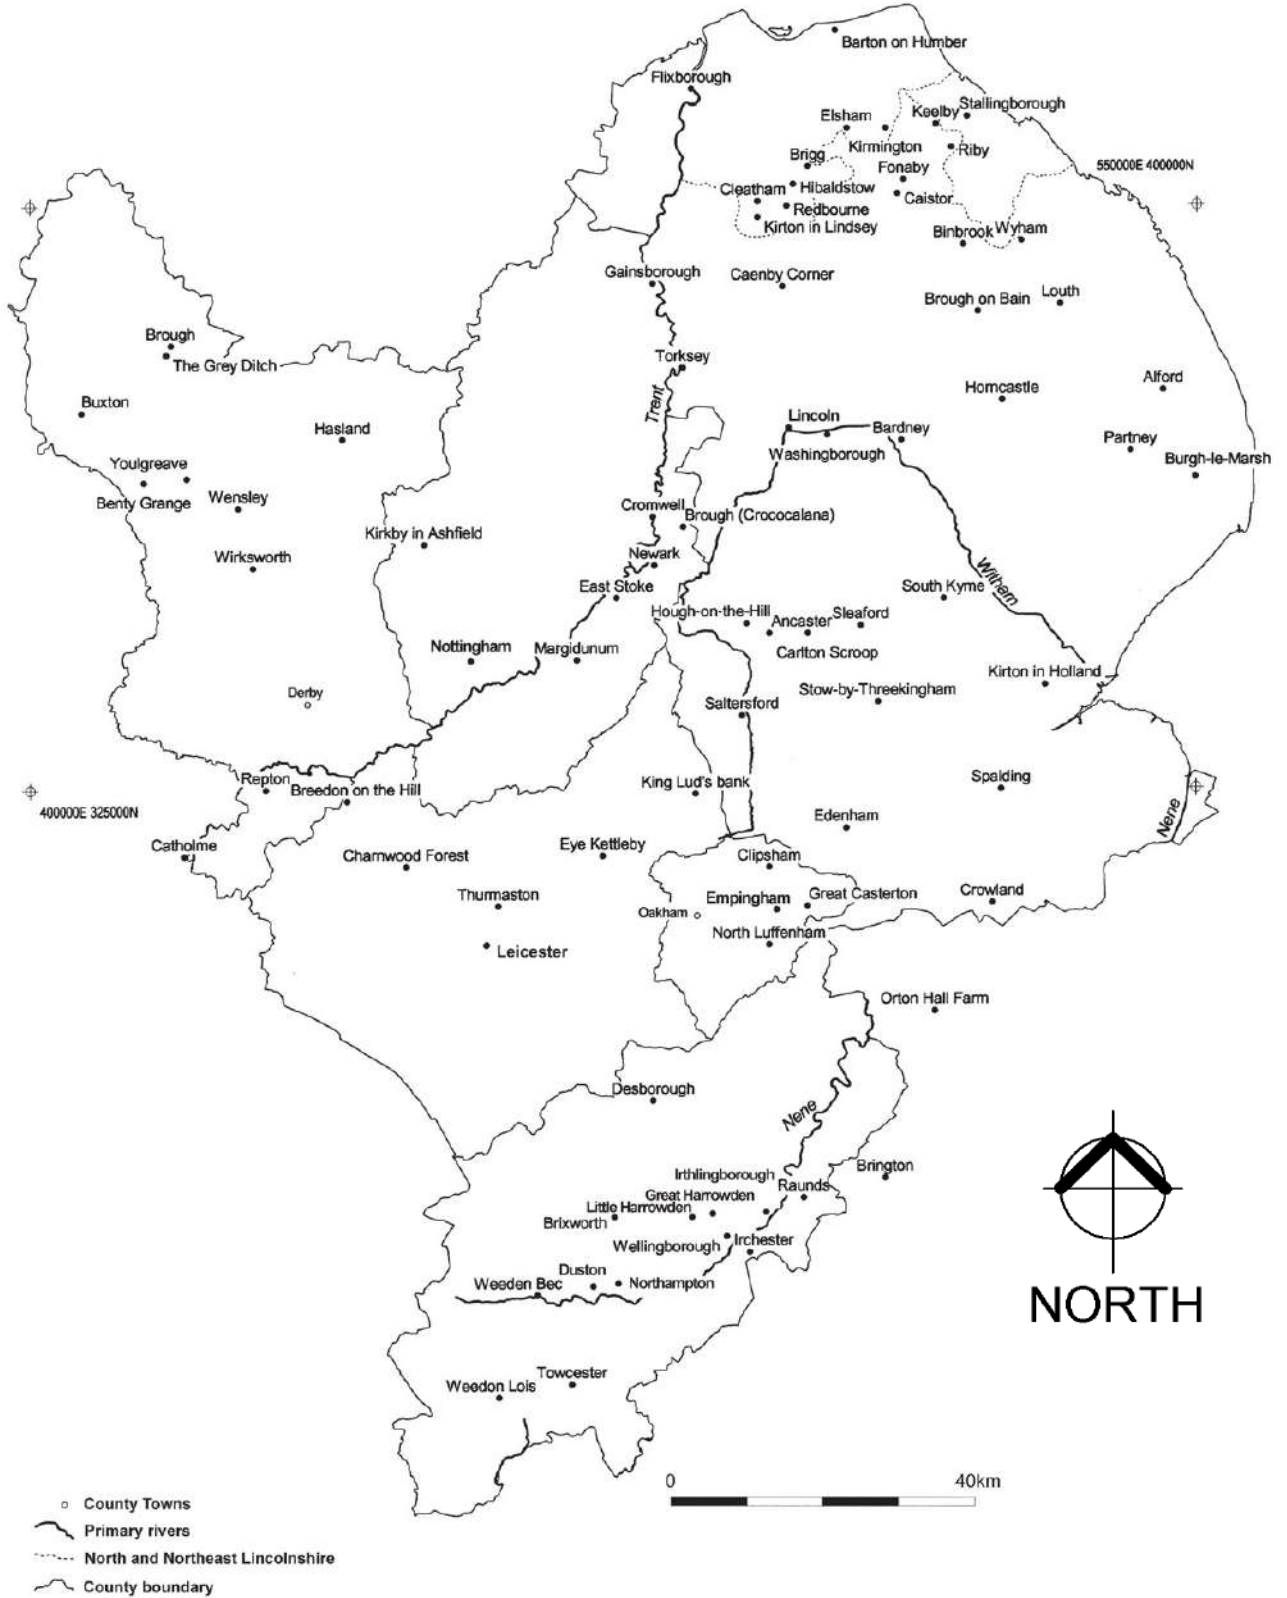 Barton on Humber
Flixborough
Stallingborough
Keelby
Elsham
Kirmington
Riby
Brigg
Fonaby
550000E 400000N
Cleatham
Hibaldstow
Caistor
Redbourne
Kirton in Lindsey
Binbrook
Wyham
Gainsborough
Caenby Corner
Brough on Bain
Louth
Brough
The Grey Ditch
Torksey
Trent
Horncastle
Alford
Buxton
Hasland
Lincoln
Bardney
Washingborough
Partney
Burgh-le-Marsh
Youlgreave
Benty Grange
Wensley
Cromwell
Brough (Crococalana)
Kirkby in Ashfield
Wirksworth
Newark
East Stoke
South Kyme
Witham
Hough-on-the-Hill
Ancaster
Sleaford
Carlton Scroop
Nottingham
Margidunum
Kirton in Holland
Derby
Stow-by-Threekingham
Saltersford
Repton
Breedon on the Hill
King Lud's bank
Spalding
400000E 325000N
Edenham
Nene
Catholme
Charnwood Forest
Eye Kettleby
Clipsham
Thurmaston
Empingham
Great Casterton
Crowland
Oakham
North Luffenham
Leicester
Orton Hall Farm
Desborough
Nene
Irthlingborough
Raunds
Brington
Great Harrowden
Little Harrowden
Brixworth
Wellingborough
Irchester
Duston
Northampton
Weeden Bec
NORTH
Towcester
Weedon Lois
0 40km
County Towns
Primary rivers
North and Northeast Lincolnshire
County boundary